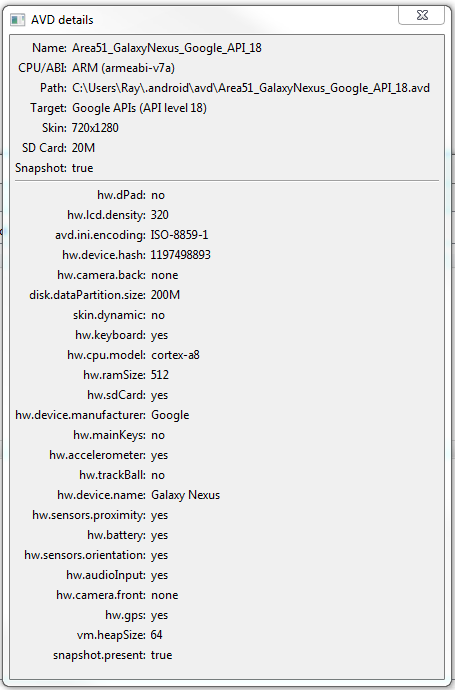 AVD details
Name: Area51_GalaxyNexus_Google_API_18
CPU/ABI: ARM (armeabi-v7a)
Path: C:\Users\Ray\.android\avd\Area51_GalaxyNexus_Google_API_18.avd
Target: Google APIs (API level 18)
Skin: 720x1280
SD Card: 20M
Snapshot: true
hw.dPad: no
hw.lcd.density: 320
avd.ini.encoding: ISO-8859-1
hw.device.hash: 1197498893
hw.camera.back: none
disk.dataPartition.size: 200M
skin.dynamic: no
hw.keyboard: yes
hw.cpu.model: cortex-a8
hw.ramSize: 512
hw.sdCard: yes
hw.device.manufacturer: Google
hw.mainKeys: no
hw.accelerometer: yes
hw.trackBall: no
hw.device.name: Galaxy Nexus
hw.sensors.proximity: yes
hw.battery: yes
hw.sensors.orientation: yes
hw.audioInput: yes
hw.camera.front: none
hw.gps: yes
vm.heapSize: 64
snapshot.present: true